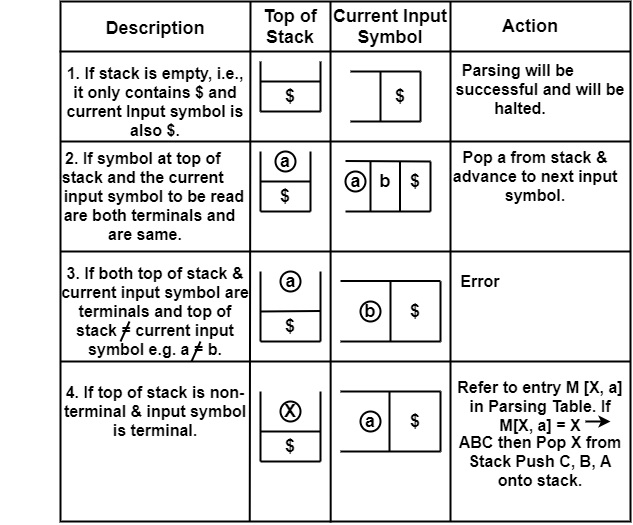 Description
Top of
Stack
Current Input
Symbol
Action
1. If stack is empty, i.e.,
it only contains $ and
current Input symbol is
also $.
$
$
Parsing will be
successful and will be
halted.
2. If symbol at top of
stack and the current
input symbol to be read
are both terminals and
are same.
a
$
a b $
Pop a from stack &
advance to next input
symbol.
3. If both top of stack &
current input symbol are
terminals and top of
stack ≠ current input
symbol e.g. a ≠ b.
a
$
b $
Error
4. If top of stack is non-
terminal & input symbol
is terminal.
X
$
a $
Refer to entry M [X, a]
in Parsing Table. If
M[X, a] = X →
ABC then Pop X from
Stack Push C, B, A
onto stack.